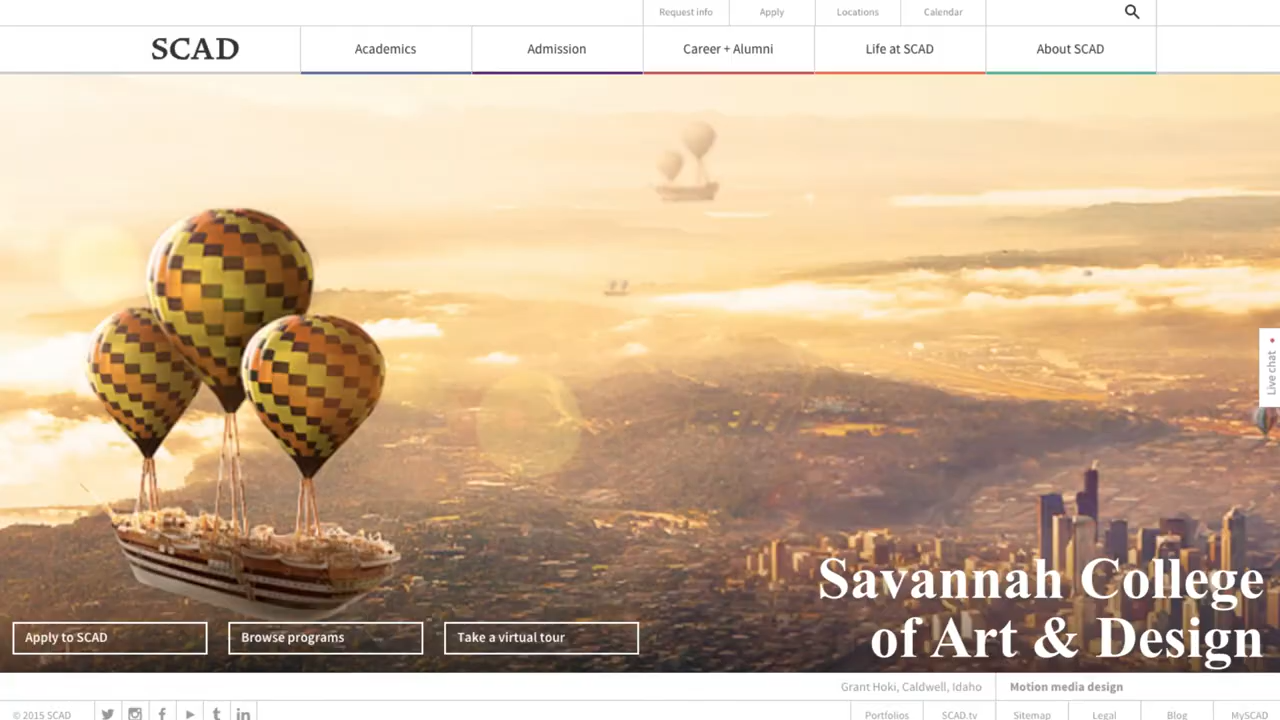 Request info
Apply
Locations
Calendar
SCAD
Academics
Admission
Career + Alumni
Life at SCAD
About SCAD
Live chat
Savannah College
of Art & Design
Apply to SCAD
Browse programs
Take a virtual tour
Grant Hoki, Caldwell, Idaho
Motion media design
© 2015 SCAD
Portfolios
SCAD.tv
Sitemap
Legal
Blog
MySCAD